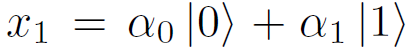 x₁ = α₀ |0⟩ + α₁ |1⟩